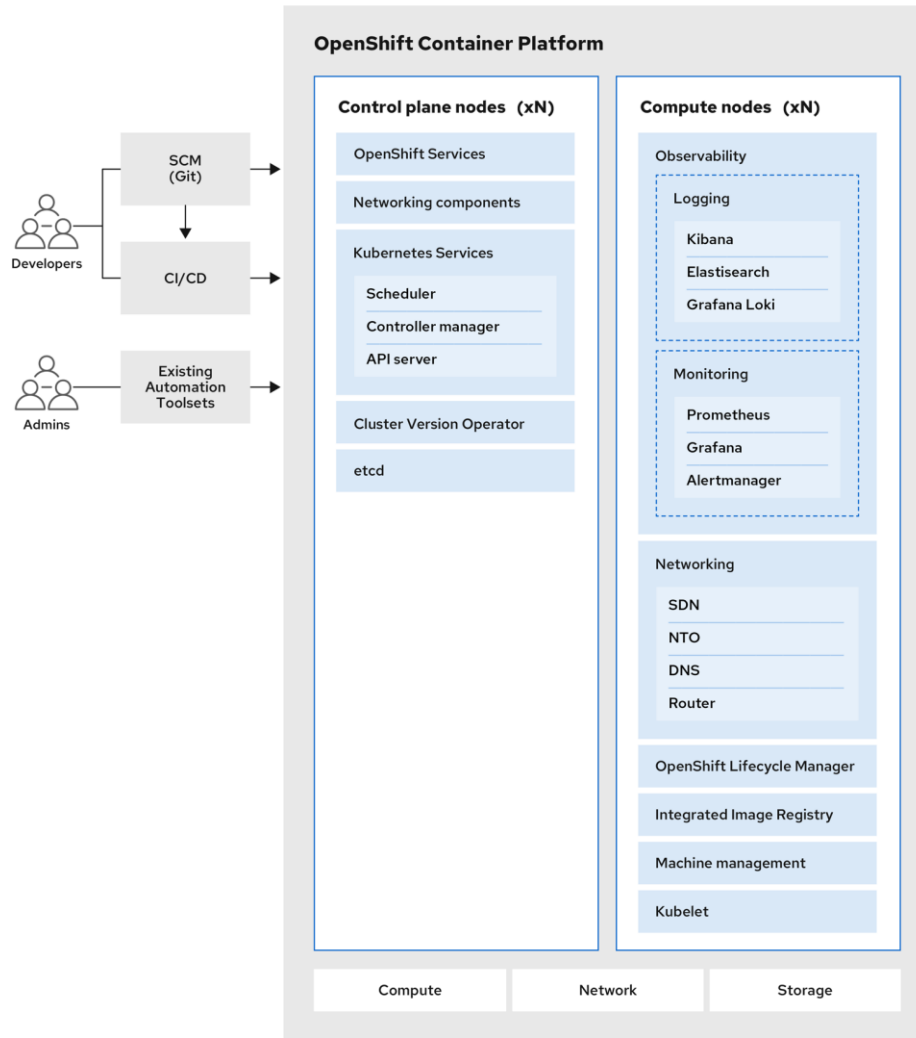 OpenShift Container Platform
SCM
(Git)
Developers
CI/CD
Existing
Automation
Toolsets
Admins
Control plane nodes (xN)
OpenShift Services
Networking components
Kubernetes Services
Scheduler
Controller manager
API server
Cluster Version Operator
etcd
Compute nodes (xN)
Observability
Logging
Kibana
Elastisearch
Grafana Loki
Monitoring
Prometheus
Grafana
Alertmanager
Networking
SDN
NTO
DNS
Router
OpenShift Lifecycle Manager
Integrated Image Registry
Machine management
Kubelet
Compute
Network
Storage